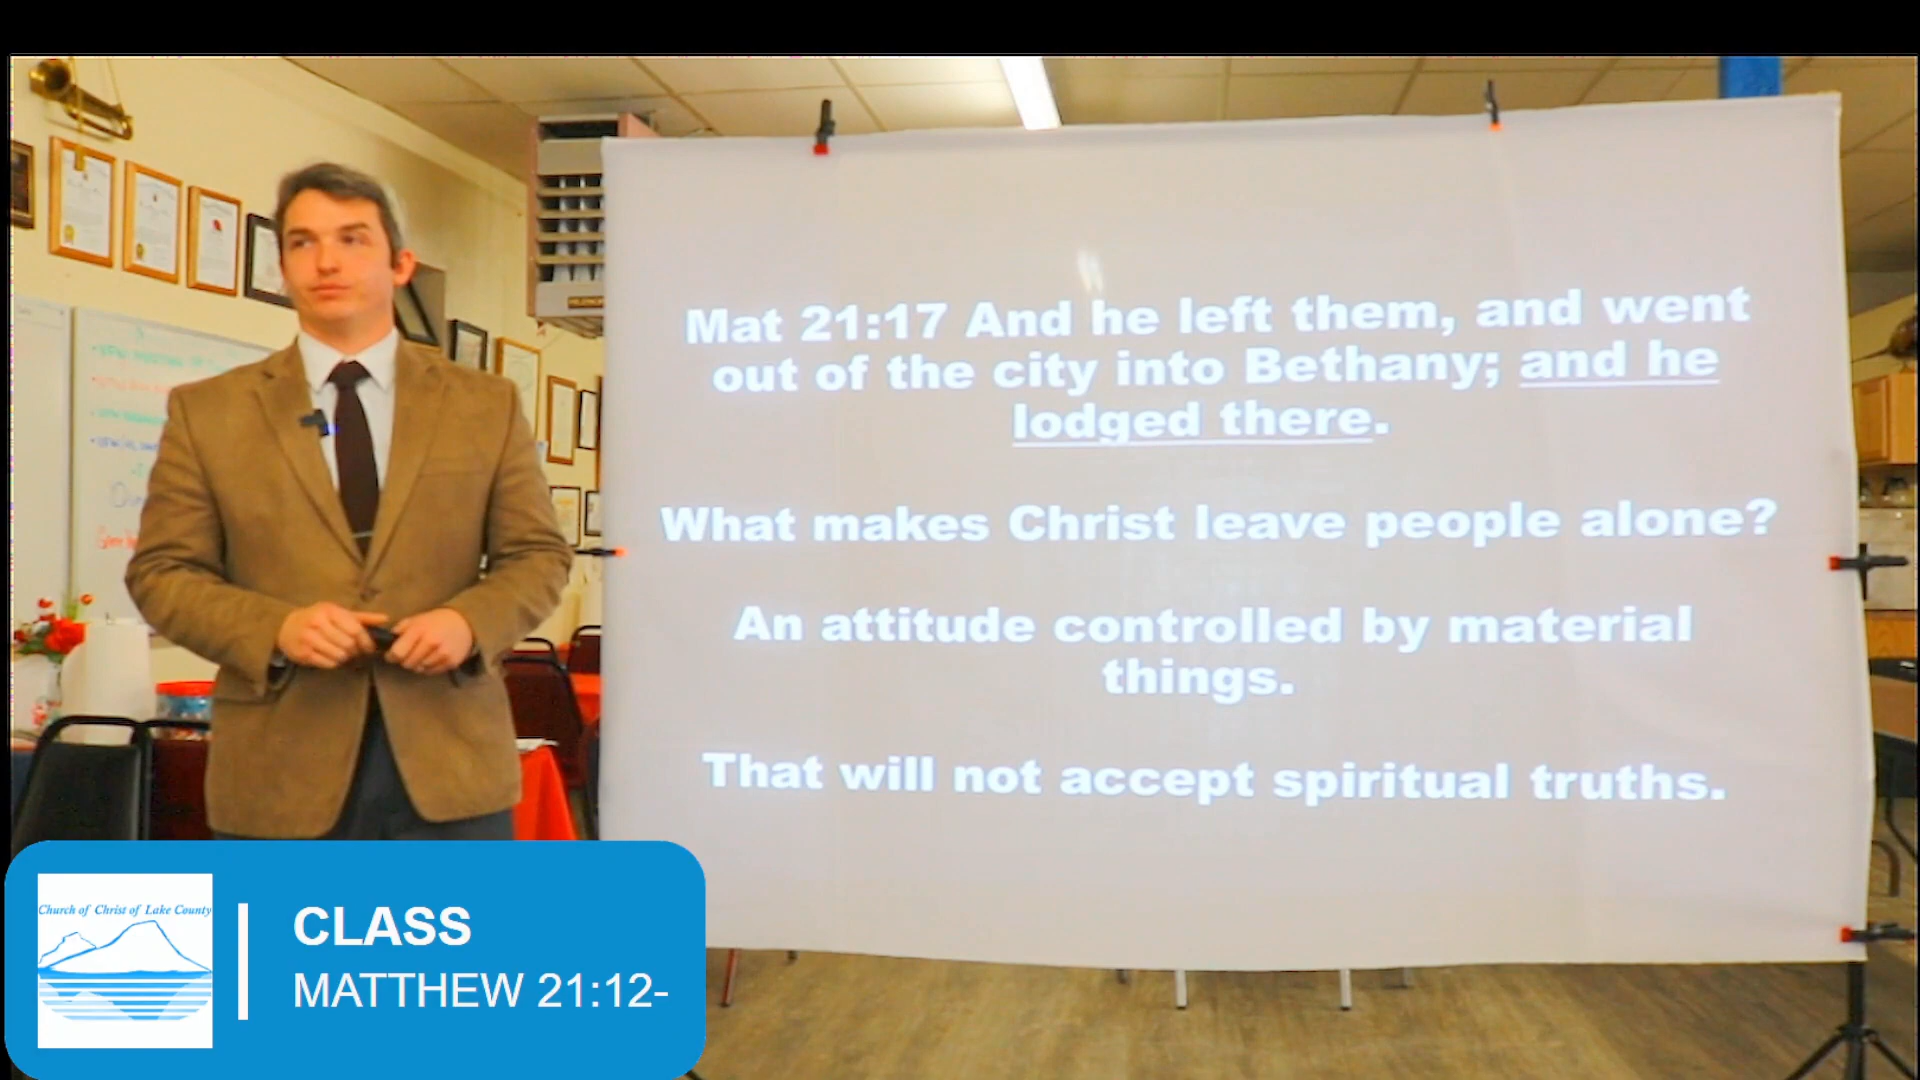 Mat 21:17 And he left them, and went
out of the city into Bethany; and he
lodged there.
What makes Christ leave people alone?
An attitude controlled by material
things.
That will not accept spiritual truths.
Church of Christ of Lake County
CLASS
MATTHEW 21:12-